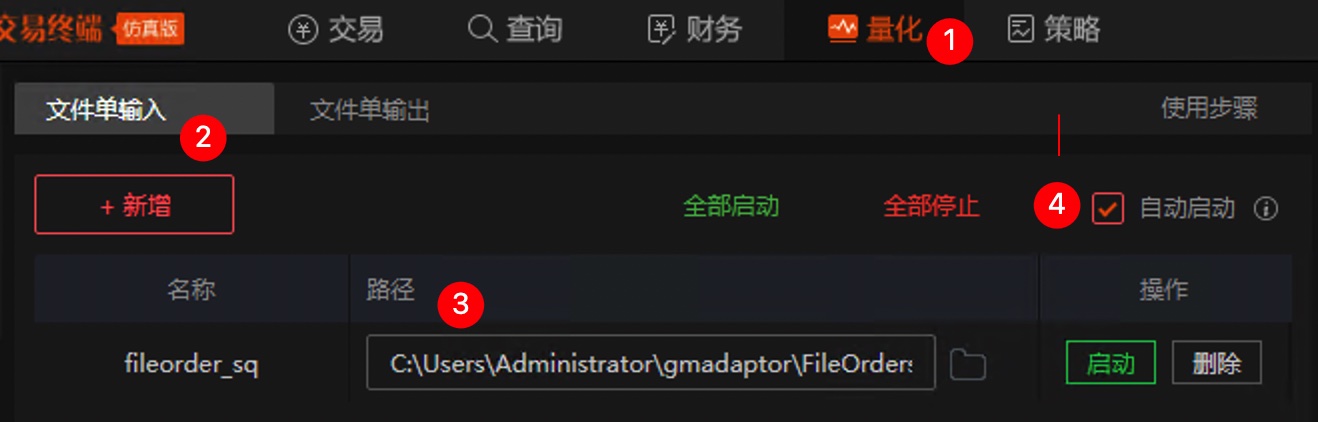 交易终端 仿真版 交易 查询 财务 量化 1 策略
文件单输入 2 文件单输出 使用步骤
+ 新增 全部启动 全部停止 4 自动启动
名称 路径 3 操作
fileorder_sq C:\Users\Administrator\gmadaptor\FileOrders 启动 删除